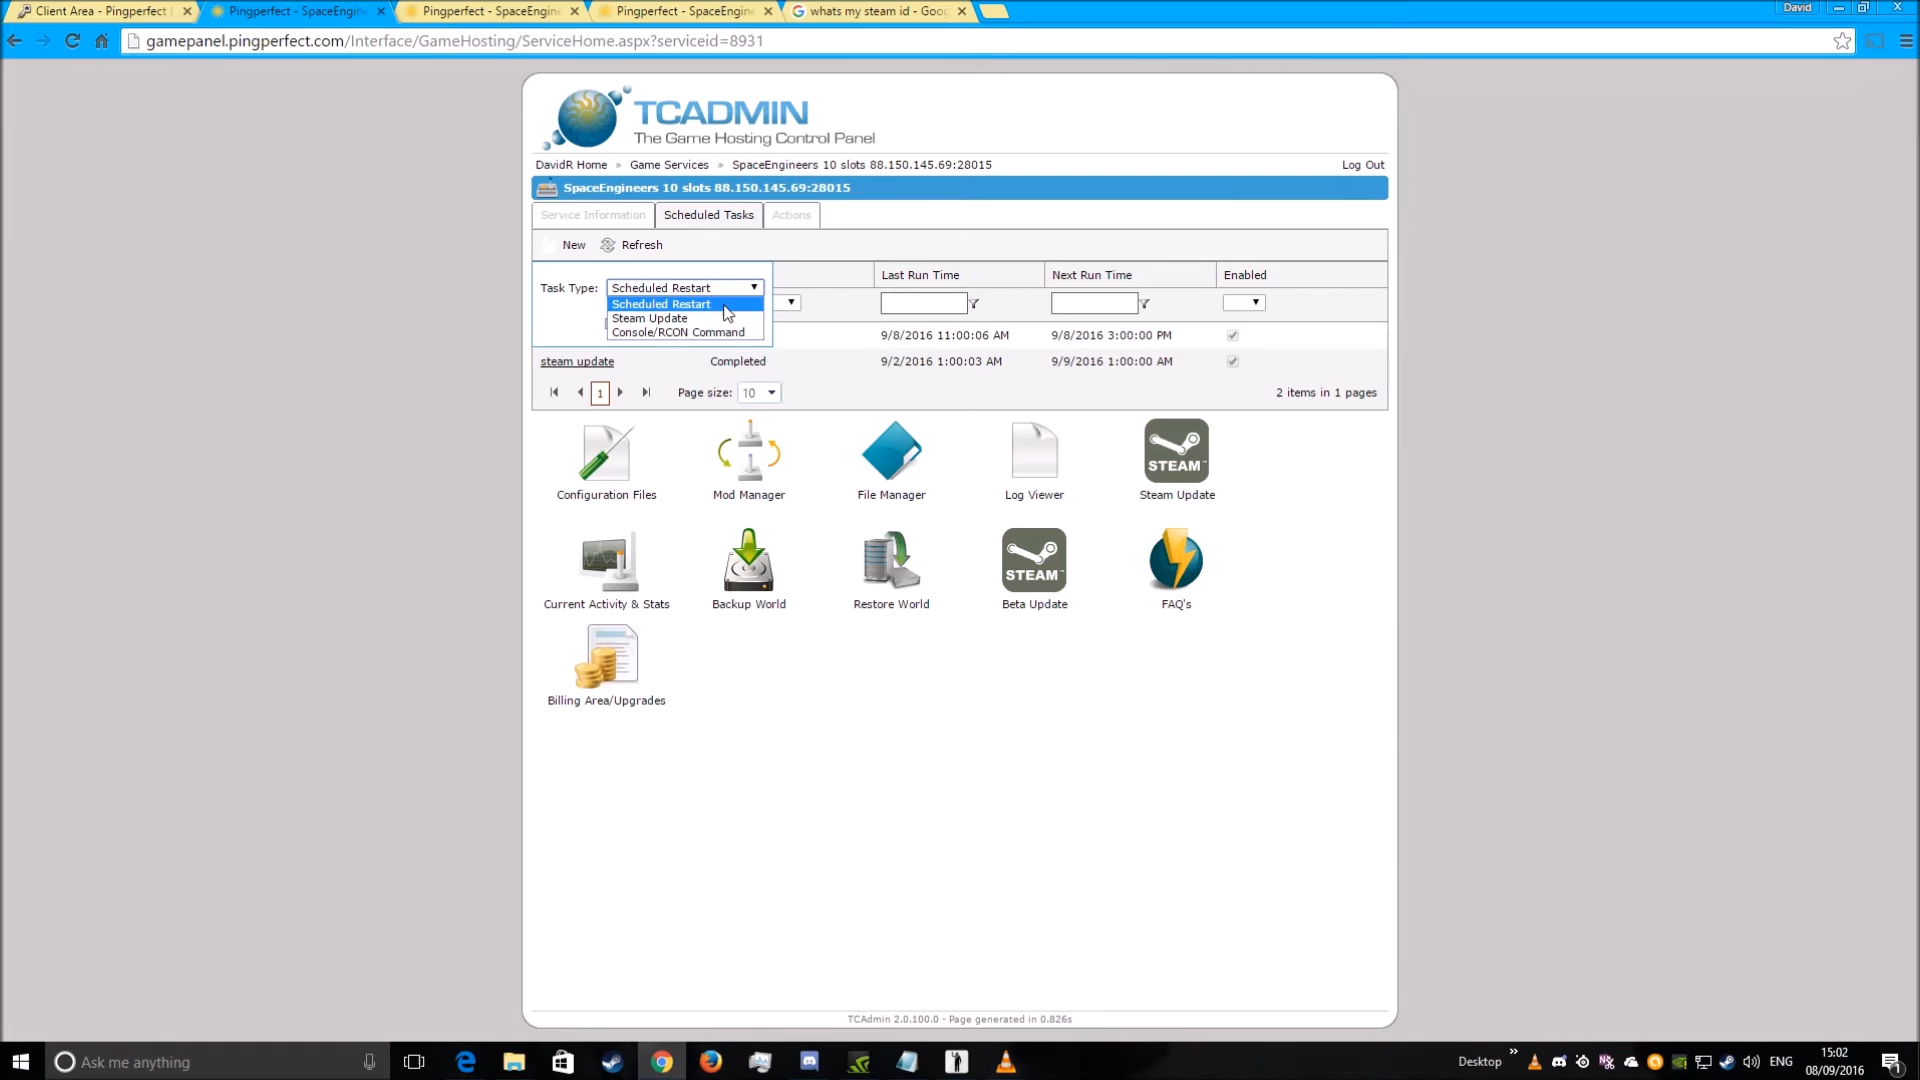 Client Area - Pingperfect
Pingperfect - SpaceEngine
Pingperfect - SpaceEngine
Pingperfect - SpaceEngine
whats my steam id - Goog
David
gamepanel.pingperfect.com/Interface/GameHosting/ServiceHome.aspx?serviceid=8931
TCADMIN
The Game Hosting Control Panel
DavidR Home » Game Services » SpaceEngineers 10 slots 88.150.145.69:28015
Log Out
SpaceEngineers 10 slots 88.150.145.69:28015
Service Information
Scheduled Tasks
Actions
New
Refresh
Last Run Time
Next Run Time
Enabled
Task Type:
Scheduled Restart
Scheduled Restart
Steam Update
Console/RCON Command
9/8/2016 11:00:06 AM
9/8/2016 3:00:00 PM
steam update
Completed
9/2/2016 1:00:03 AM
9/9/2016 1:00:00 AM
1
Page size:
10
2 items in 1 pages
STEAM™
Configuration Files
Mod Manager
File Manager
Log Viewer
Steam Update
STEAM
Current Activity & Stats
Backup World
Restore World
Beta Update
FAQ's
Billing Area/Upgrades
TCAdmin 2.0.100.0 - Page generated in 0.826s
Ask me anything
Desktop
ENG
15:02
08/09/2016
1